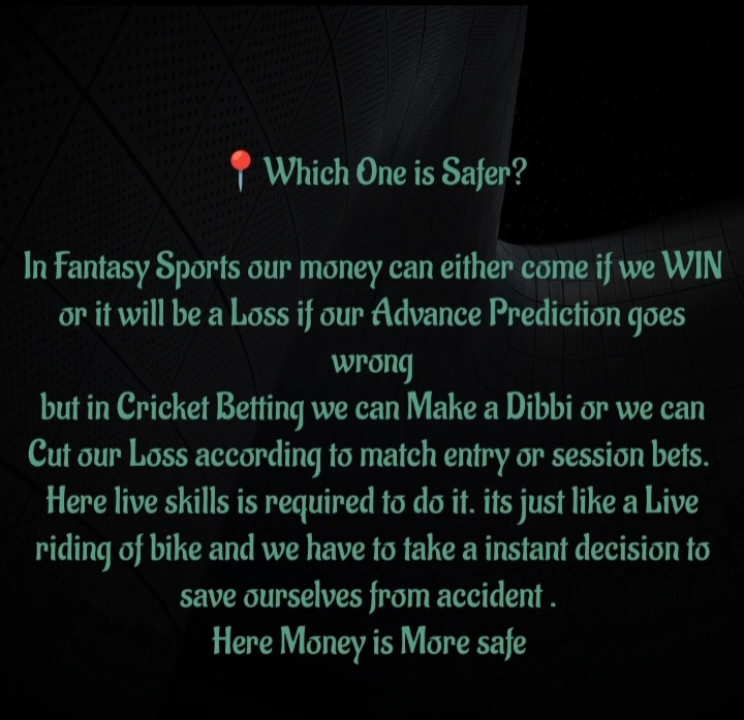 📍 Which One is Safer?
In Fantasy Sports our money can either come if we WIN
or it will be a Loss if our Advance Prediction goes
wrong
but in Cricket Betting we can Make a Dibbi or we can
Cut our Loss according to match entry or session bets.
Here live skills is required to do it. its just like a Live
riding of bike and we have to take a instant decision to
save ourselves from accident .
Here Money is More safe